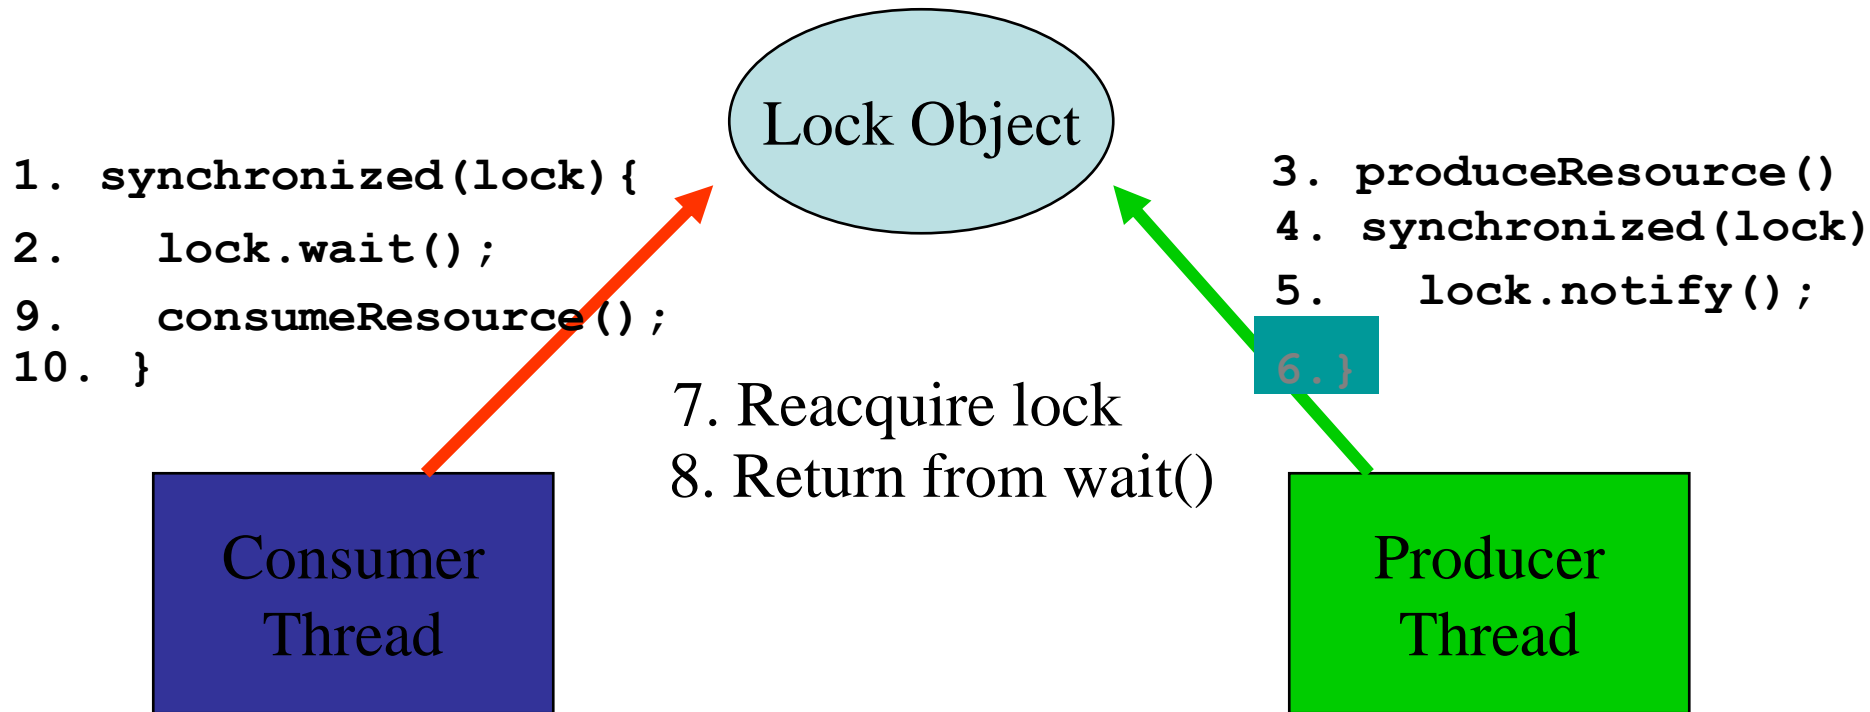 Lock Object
1. synchronized(lock){
2. lock.wait();
9. consumeResource();
10. }
3. produceResource()
4. synchronized(lock)
5. lock.notify();
6.}
7. Reacquire lock
8. Return from wait()
Consumer
Thread
Producer
Thread